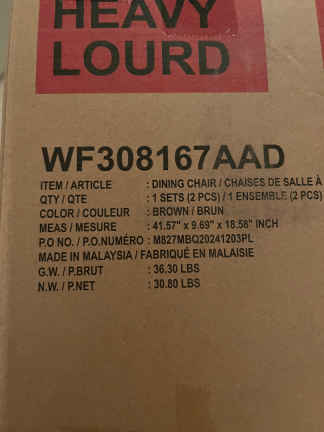 HEAVY
LOURD
WF308167AAD
ITEM / ARTICLE : DINING CHAIR / CHAISES DE SALLE À
QTY / QTE : 1 SETS (2 PCS) / 1 ENSEMBLE (2 PCS)
COLOR / COULEUR : BROWN / BRUN
MEAS / MESURE : 41.57" x 9.69" x 18.58" INCH
P.O NO. / P.O.NUMÉRO : M827MBQ20241203PL
MADE IN MALAYSIA / FABRIQUÉ EN MALAISIE
G.W. / P.BRUT : 36.30 LBS
N.W. / P.NET : 30.80 LBS